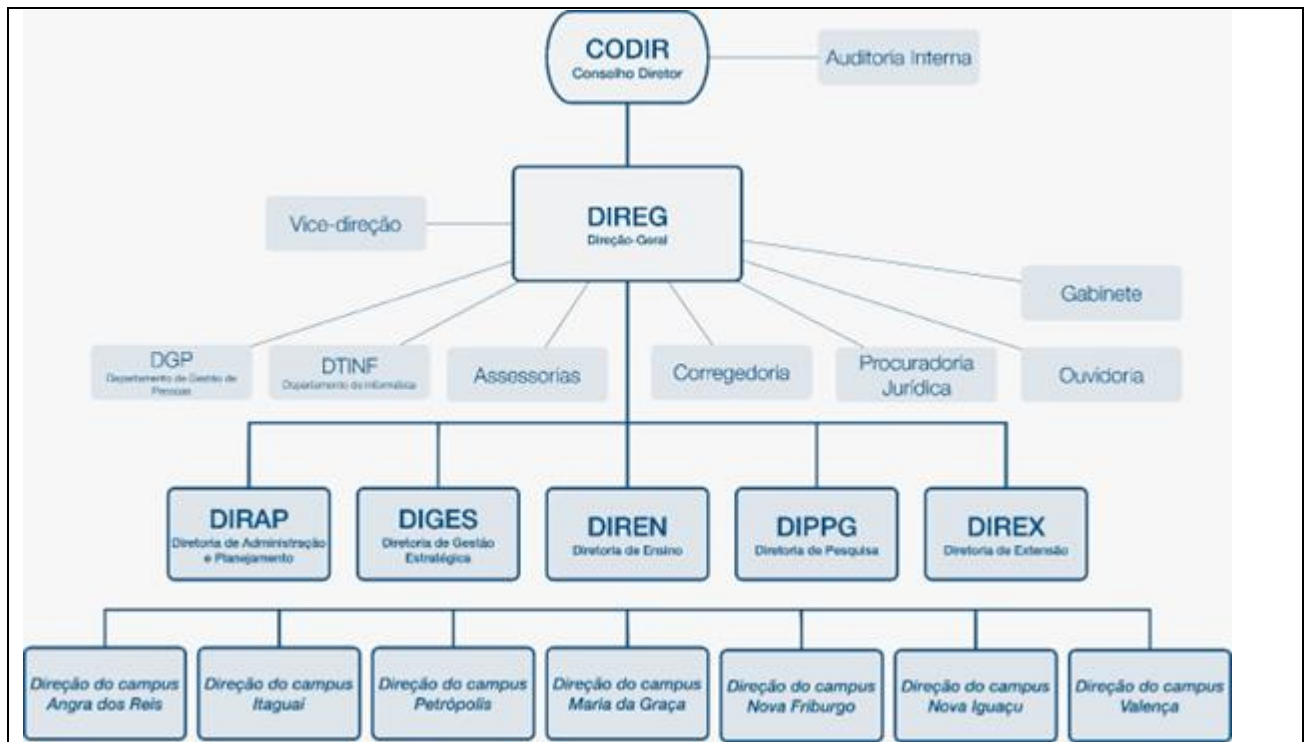 CODIR
Conselho Diretor
Auditoria Interna
DIREG
Direção-Geral
Vice-direção
Gabinete
DGP
Departamento de Gestão de
Pessoas
DTINF
Departamento de Informática
Assessorias
Corregedoria
Procuradoria
Jurídica
Ouvidoria
DIRAP
Diretoria de Administração
e Planejamento
DIGES
Diretoria de Gestão
Estratégica
DIREN
Diretoria de Ensino
DIPPG
Diretoria de Pesquisa
DIREX
Diretoria de Extensão
Direção do campus
Angra dos Reis
Direção do campus
Itaguaí
Direção do campus
Petrópolis
Direção do campus
Maria da Graça
Direção do campus
Nova Friburgo
Direção do campus
Nova Iguaçu
Direção do campus
Valença